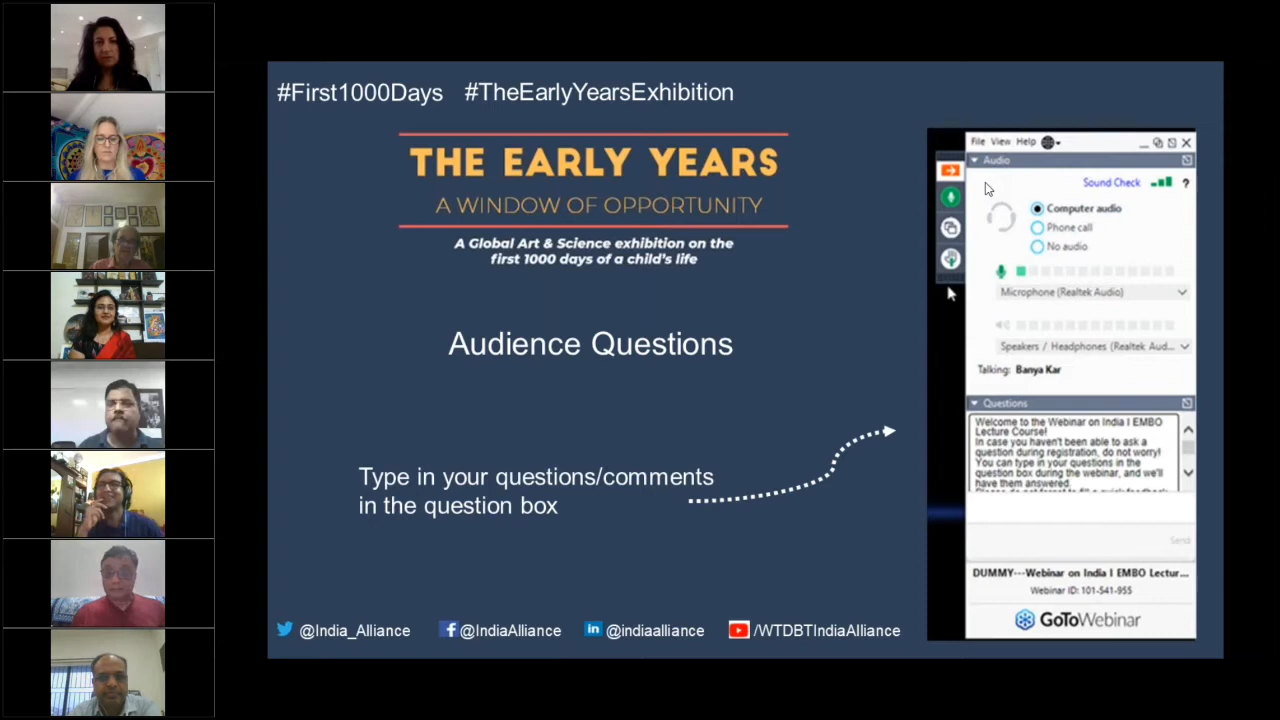 #First1000Days #TheEarlyYearsExhibition
THE EARLY YEARS
A WINDOW OF OPPORTUNITY
A Global Art & Science exhibition on the
first 1000 days of a child's life
Audience Questions
Type in your questions/comments
in the question box
@India_Alliance @IndiaAlliance in @indiaalliance /WTDBTIndiaAlliance
File View Help
Audio
Sound Check ?
Computer audio
Phone call
No audio
Microphone (Realtek Audio)
Speakers / Headphones (Realtek Aud...
Talking: Banya Kar
Questions
Welcome to the Webinar on India I EMBO
Lecture Course!
In case you haven't been able to ask a
question during registration, do not worry!
You can type in your questions in the
question box during the webinar, and we'll
have them answered.
Send
DUMMY---Webinar on India I EMBO Lectur...
Webinar ID: 101-541-955
GoToWebinar